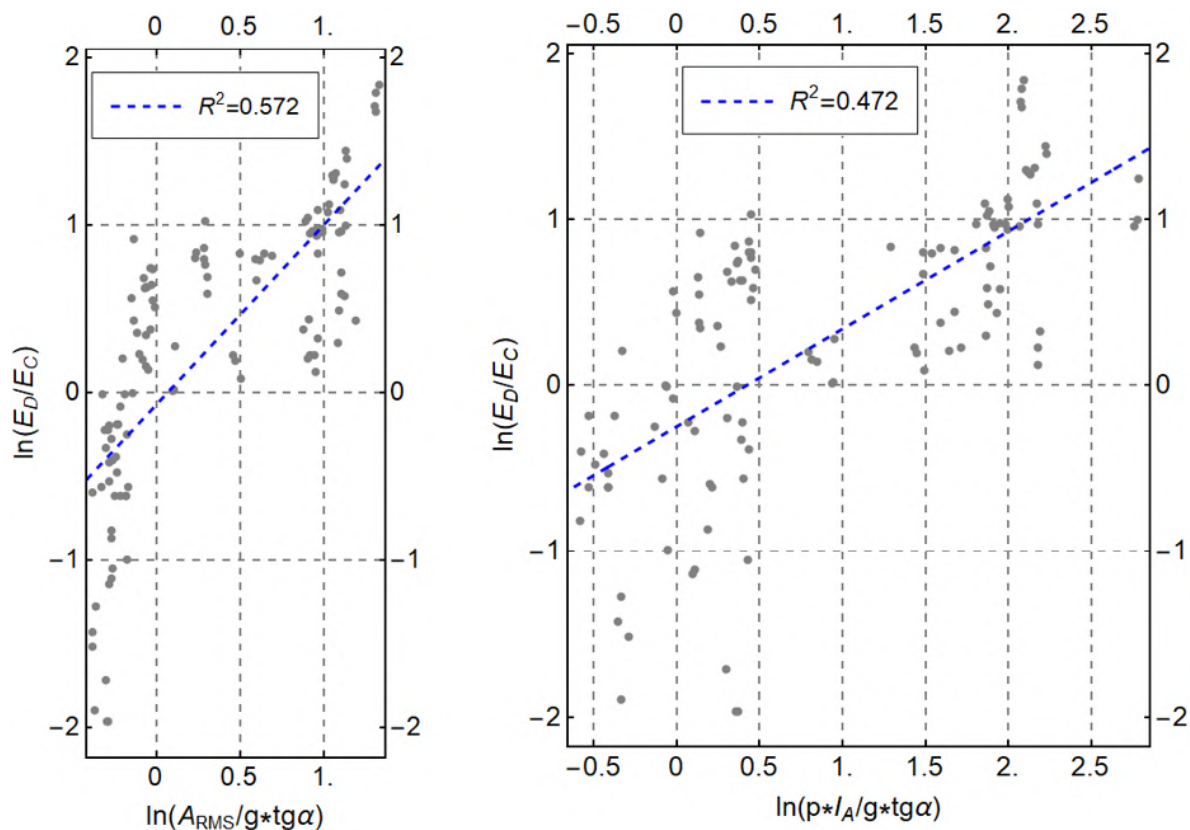 0 0.5 1.
2 2
R²=0.572
1 1
ln(E_D/E_C)
0 0
−1 −1
−2 −2
0 0.5 1.
ln(A_RMS/g*tgα)
−0.5 0 0.5 1. 1.5 2.0 2.5
2 2
R²=0.472
1 1
ln(E_D/E_C)
0 0
−1 −1
−2 −2
−0.5 0 0.5 1. 1.5 2. 2.5
ln(p*I_A/g*tgα)